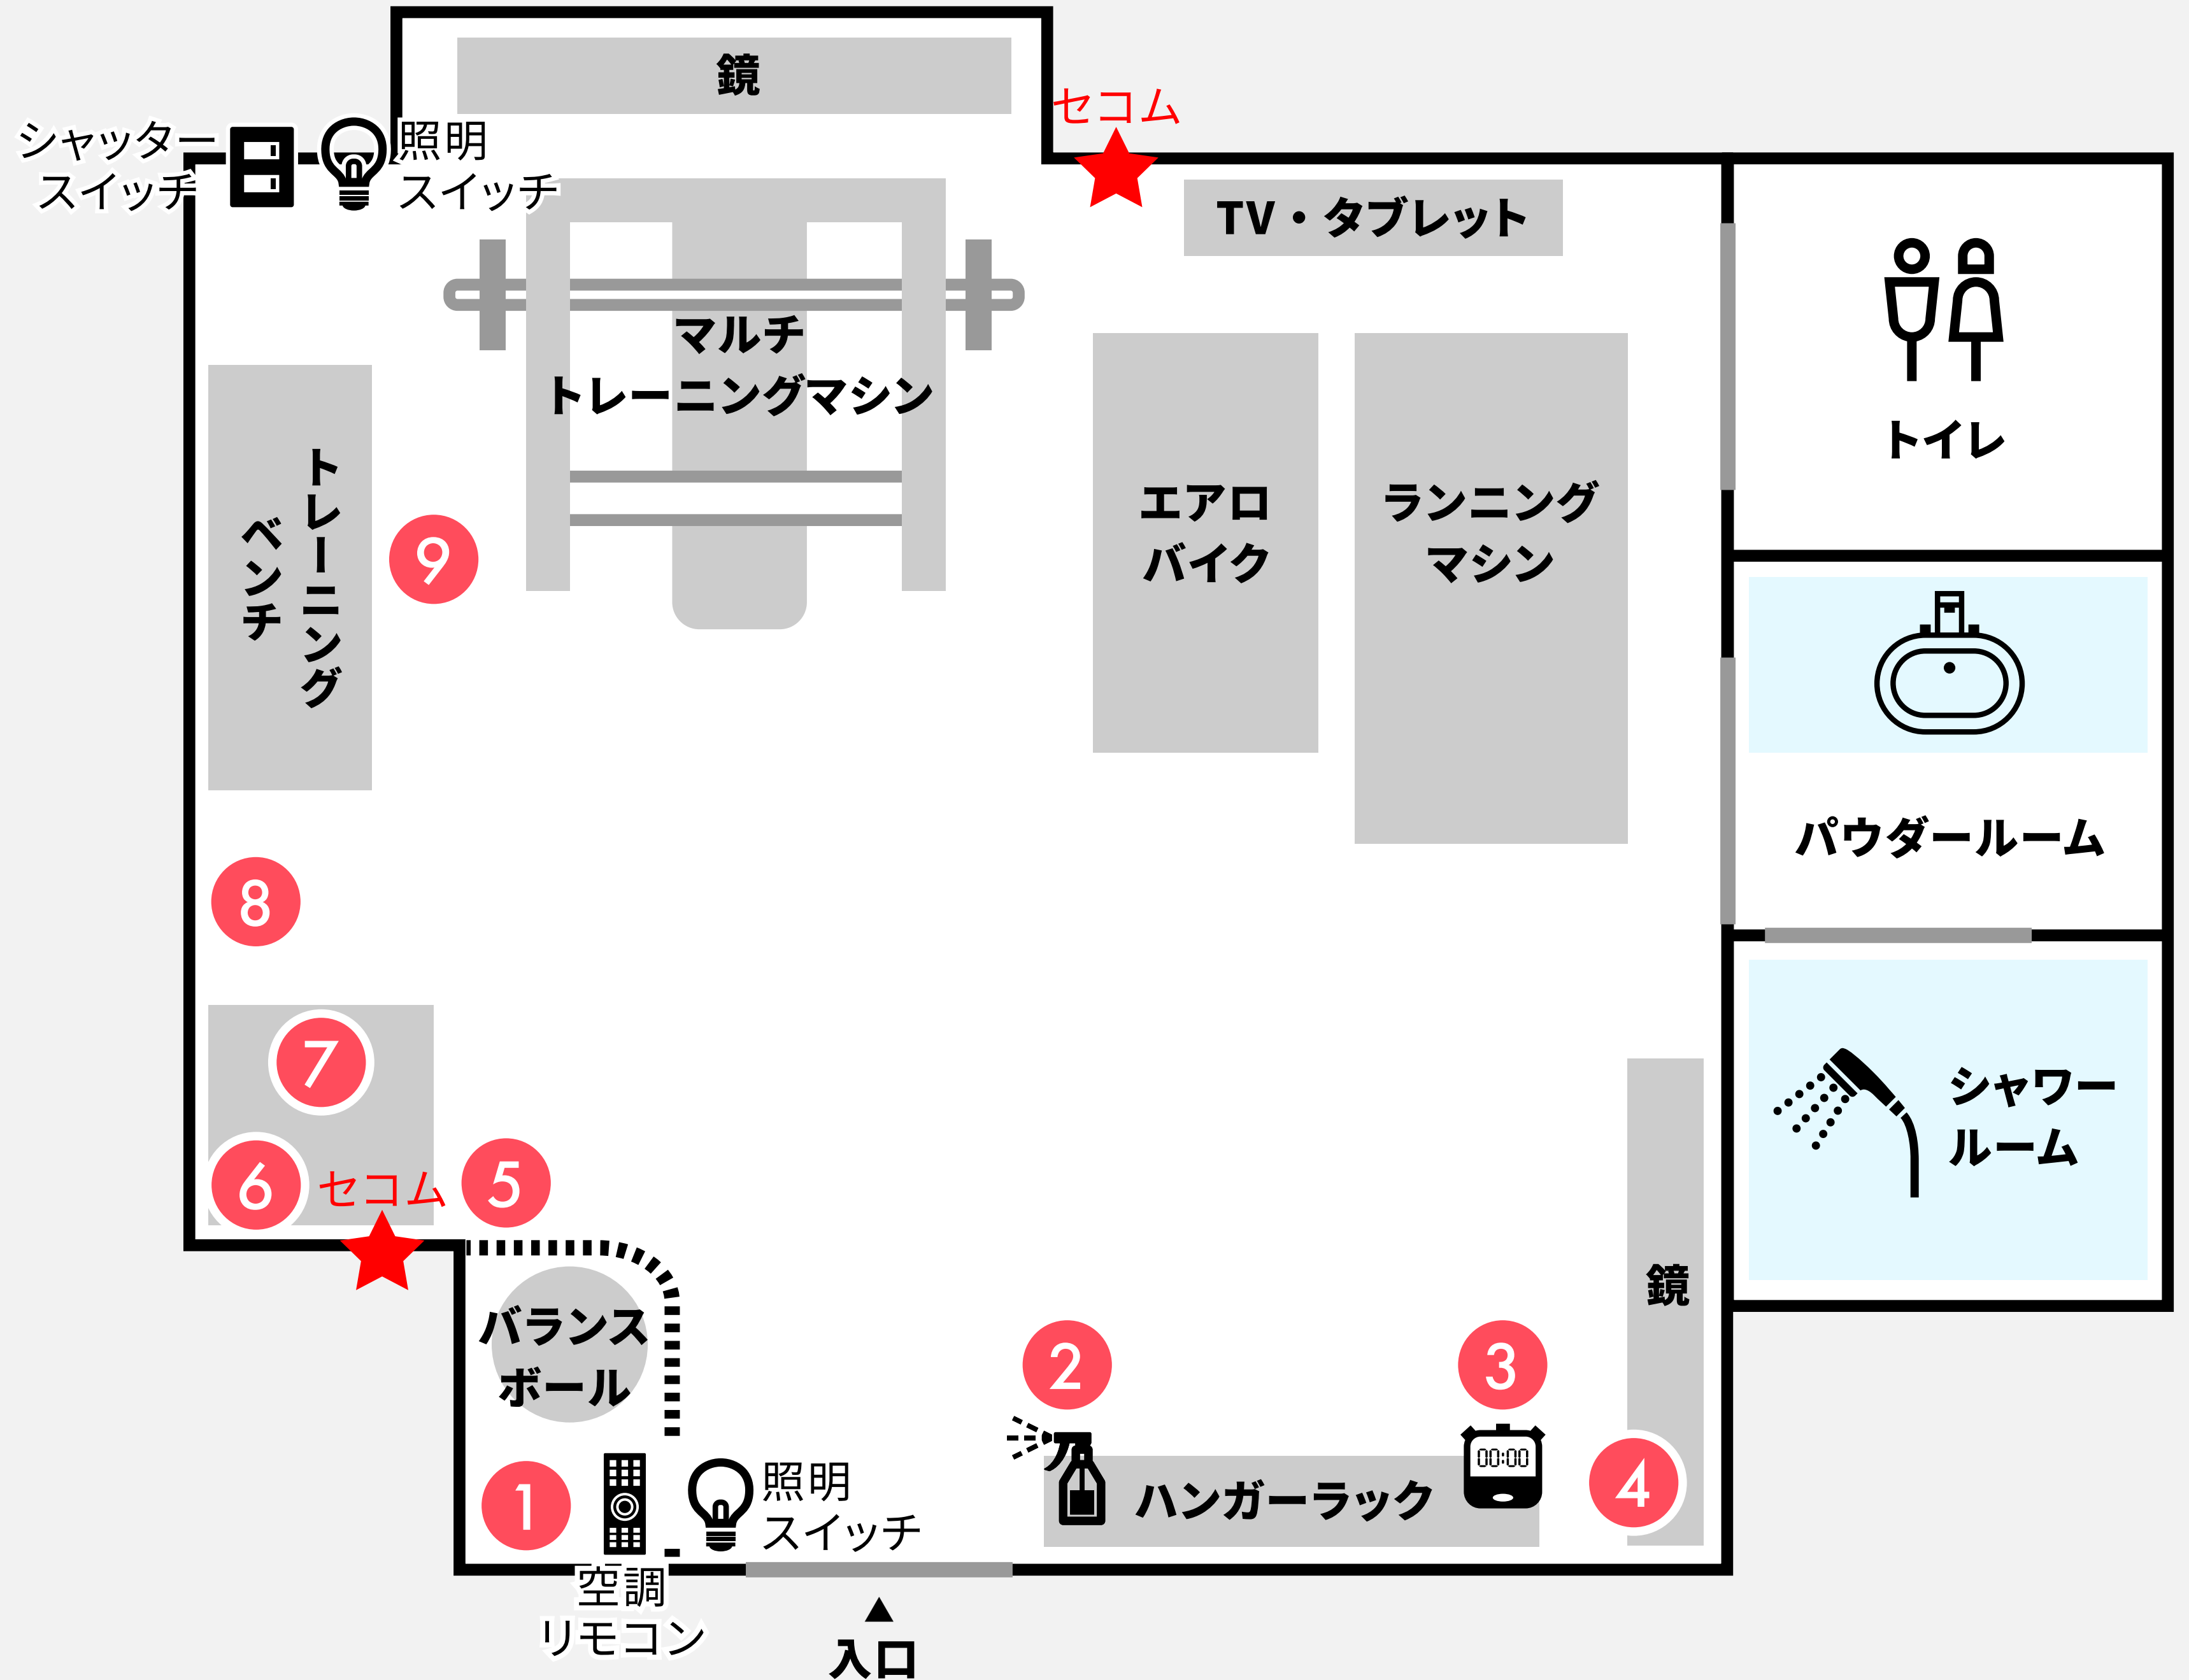 鏡
セコム
シャッター
スイッチ
照明
スイッチ
TV・タブレット
マルチ
トレーニングマシン
トレーニング
ベンチ
9
エアロ
バイク
ランニング
マシン
トイレ
パウダールーム
8
7
6
セコム
5
シャワー
ルーム
鏡
バランス
ボール
2
3
00:00
4
1
照明
スイッチ
ハンガーラック
空調
リモコン
入口